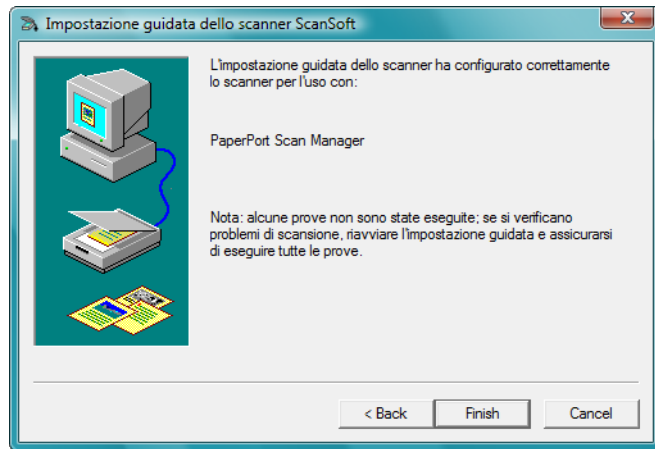 Impostazione guidata dello scanner ScanSoft
L'impostazione guidata dello scanner ha configurato correttamente
lo scanner per l'uso con:
PaperPort Scan Manager
Nota: alcune prove non sono state eseguite; se si verificano
problemi di scansione, riavviare l'impostazione guidata e assicurarsi
di eseguire tutte le prove.
< Back Finish Cancel